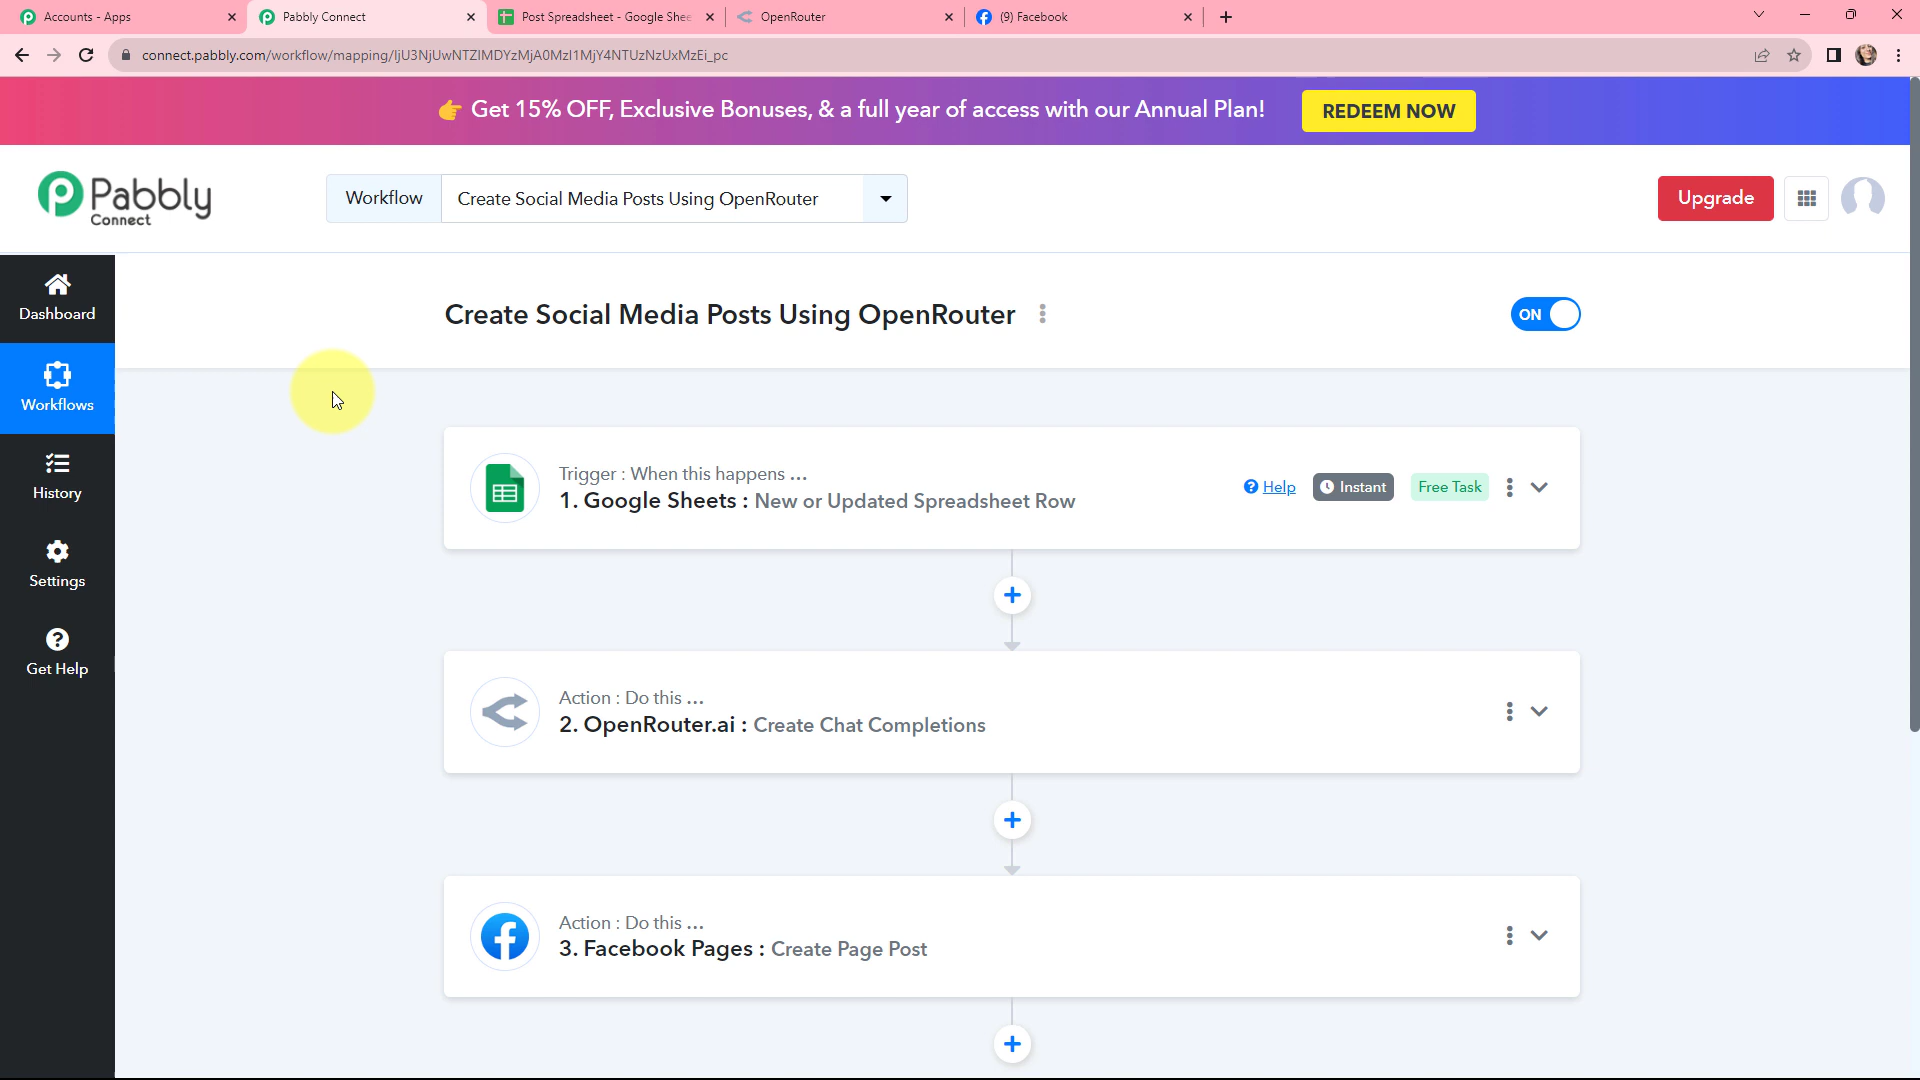 Accounts - Apps
Pabbly Connect
Post Spreadsheet - Google Shee
OpenRouter
(9) Facebook
connect.pabbly.com/workflow/mapping/IjU3NjUwNTZlMDYzMjA0MzI1MjY4NTUzNzUxMzEi_pc
👉 Get 15% OFF, Exclusive Bonuses, & a full year of access with our Annual Plan!
REDEEM NOW
Pabbly
Connect
Workflow
Create Social Media Posts Using OpenRouter
Upgrade
Dashboard
Workflows
History
Settings
Get Help
Create Social Media Posts Using OpenRouter
ON
Trigger : When this happens ...
1. Google Sheets : New or Updated Spreadsheet Row
Help
Instant
Free Task
Action : Do this ...
2. OpenRouter.ai : Create Chat Completions
Action : Do this ...
3. Facebook Pages : Create Page Post